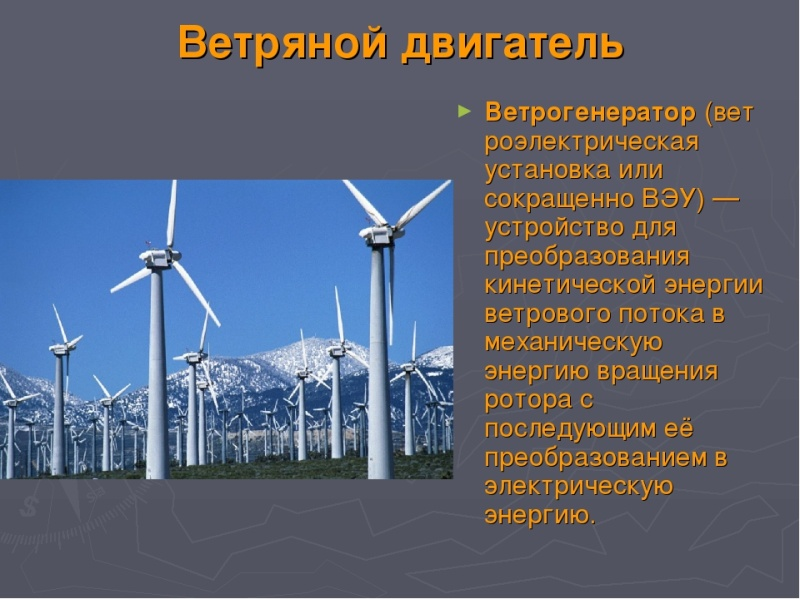 Ветряной двигатель
Ветрогенератор (вет
роэлектрическая
установка или
сокращенно ВЭУ) —
устройство для
преобразования
кинетической энергии
ветрового потока в
механическую
энергию вращения
ротора с
последующим её
преобразованием в
электрическую
энергию.